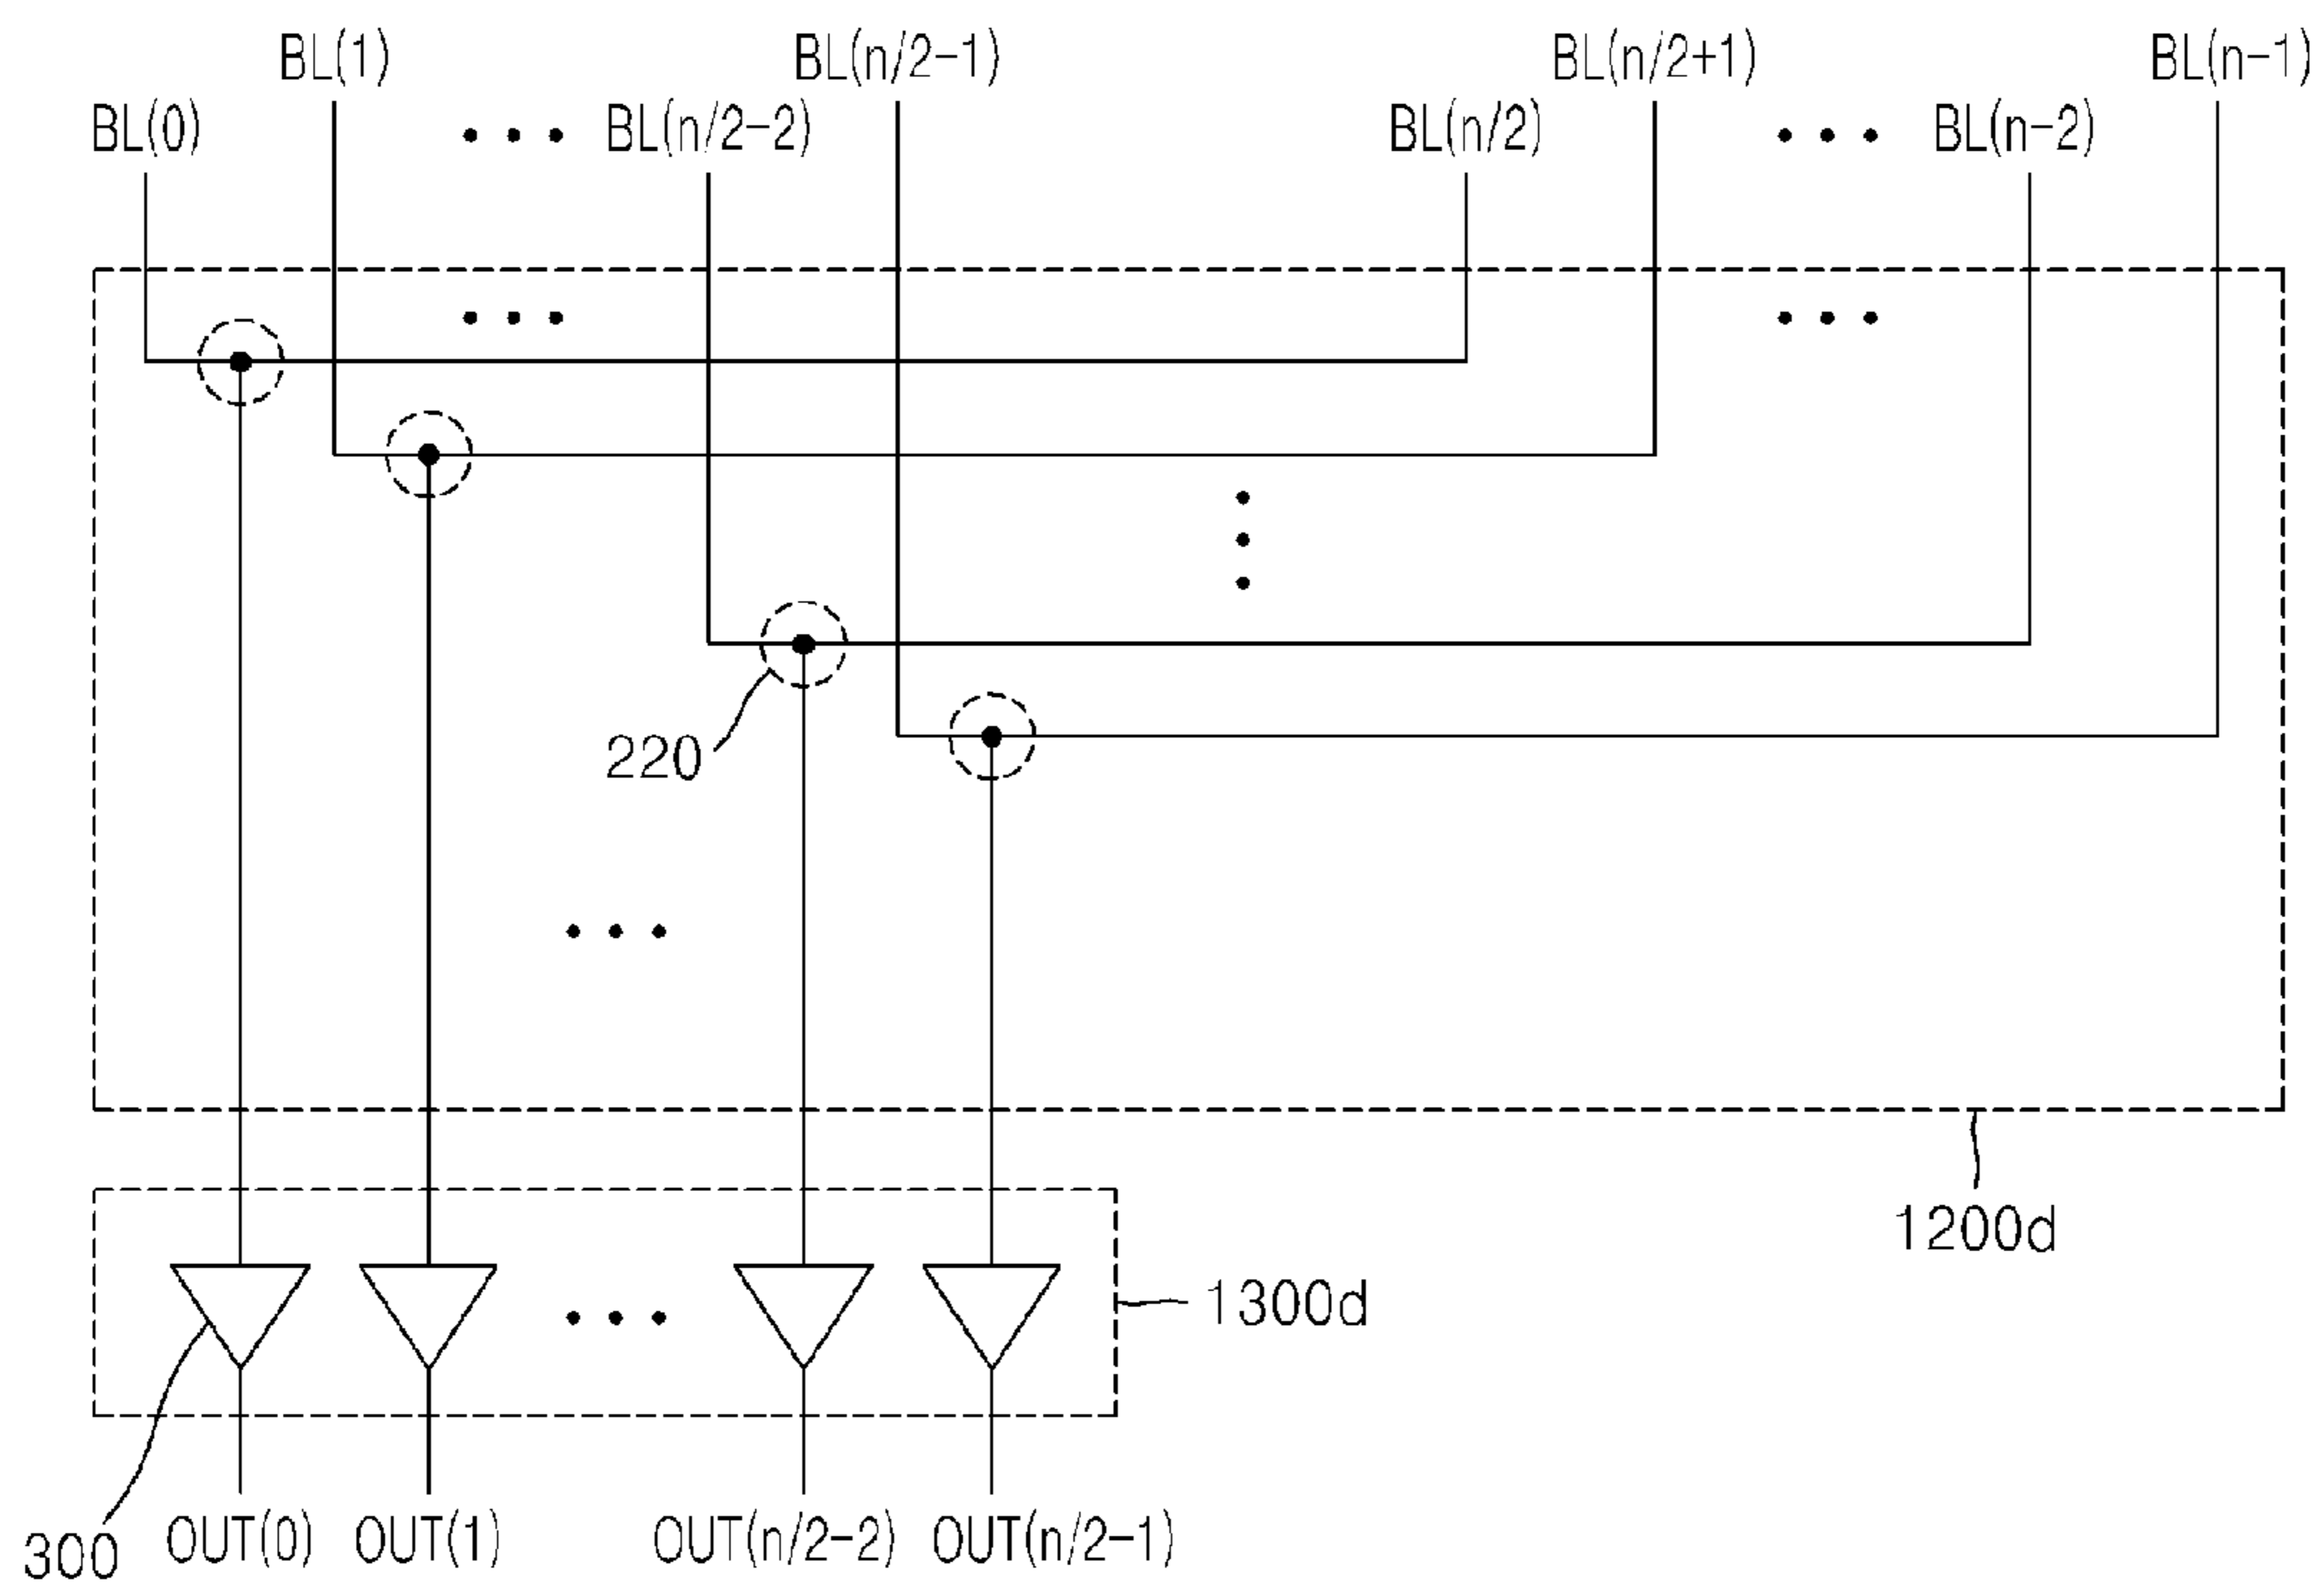 BL(1) BL(n/2-1) BL(n/2+1) BL(n-1)
BL(0) BL(n/2-2) BL(n/2) BL(n-2)
220
1200d
1300d
300 OUT(0) OUT(1) OUT(n/2-2) OUT(n/2-1)